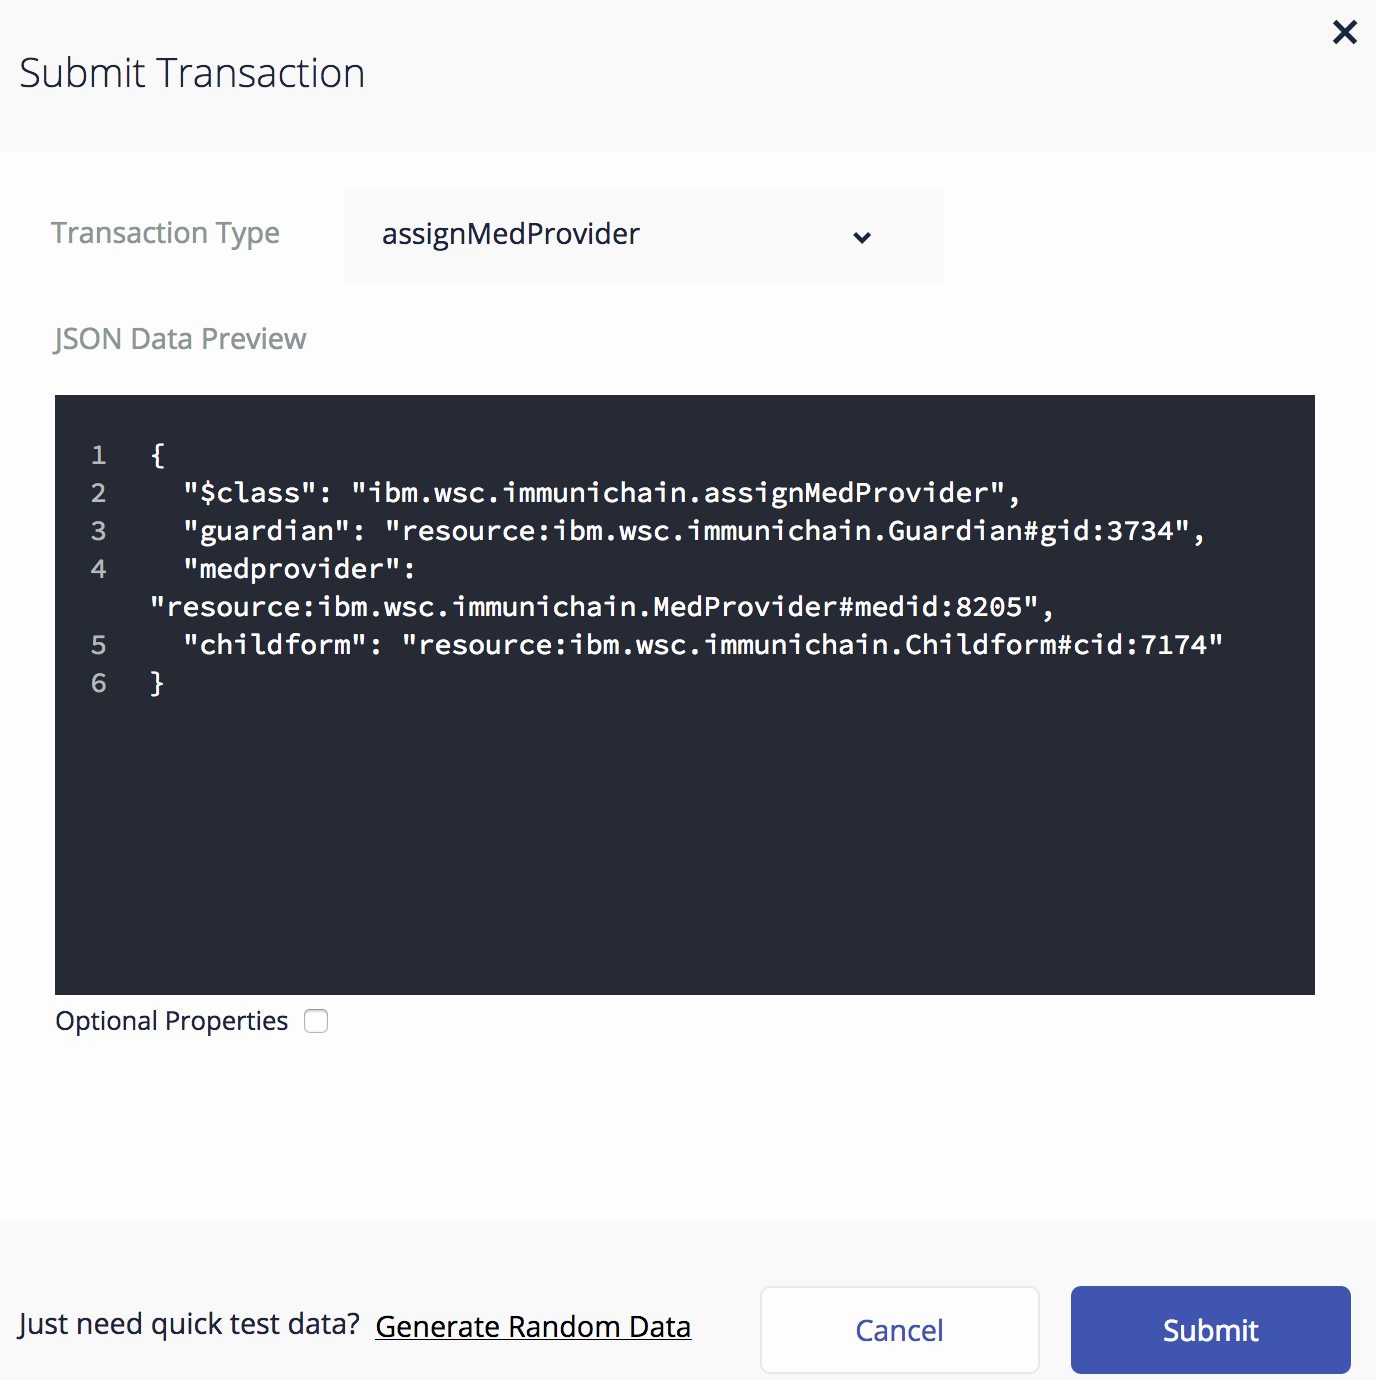 Submit Transaction
Transaction Type
assignMedProvider
JSON Data Preview
1 {
2 "$class": "ibm.wsc.immunichain.assignMedProvider",
3 "guardian": "resource:ibm.wsc.immunichain.Guardian#gid:3734",
4 "medprovider":
"resource:ibm.wsc.immunichain.MedProvider#medid:8205",
5 "childform": "resource:ibm.wsc.immunichain.Childform#cid:7174"
6 }
Optional Properties
Just need quick test data? Generate Random Data
Cancel
Submit